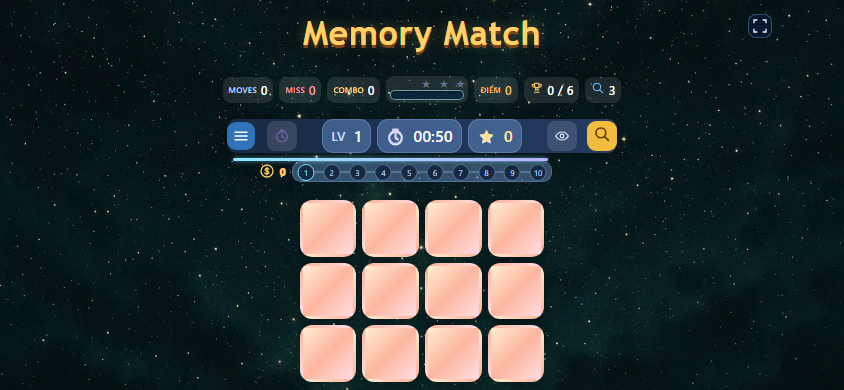 Memory Match
MOVES 0 MISS 0 COMBO 0 ĐIỂM 0 0 / 6 3
LV 1 00:50 0
1 2 3 4 5 6 7 8 9 10